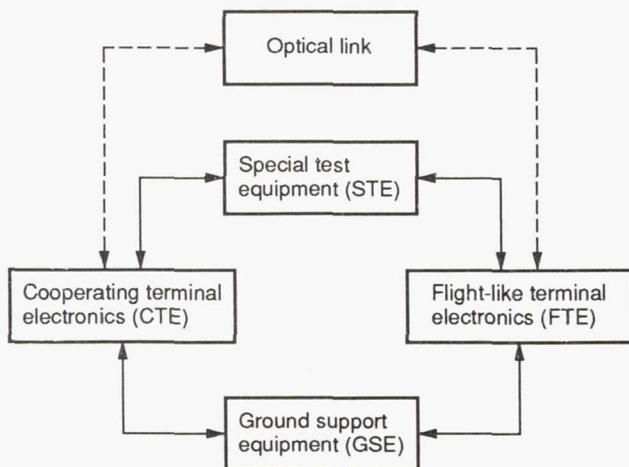 Optical link
Special test
equipment (STE)
Cooperating terminal
electronics (CTE)
Flight-like terminal
electronics (FTE)
Ground support
equipment (GSE)